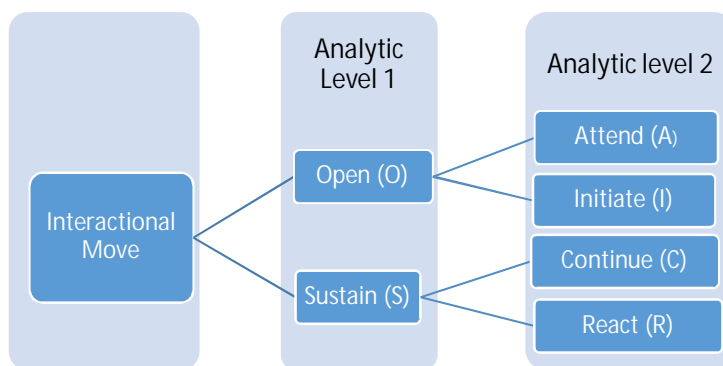 Analytic
Level 1
Analytic level 2
Interactional
Move
Open (O)
Sustain (S)
Attend (A)
Initiate (I)
Continue (C)
React (R)